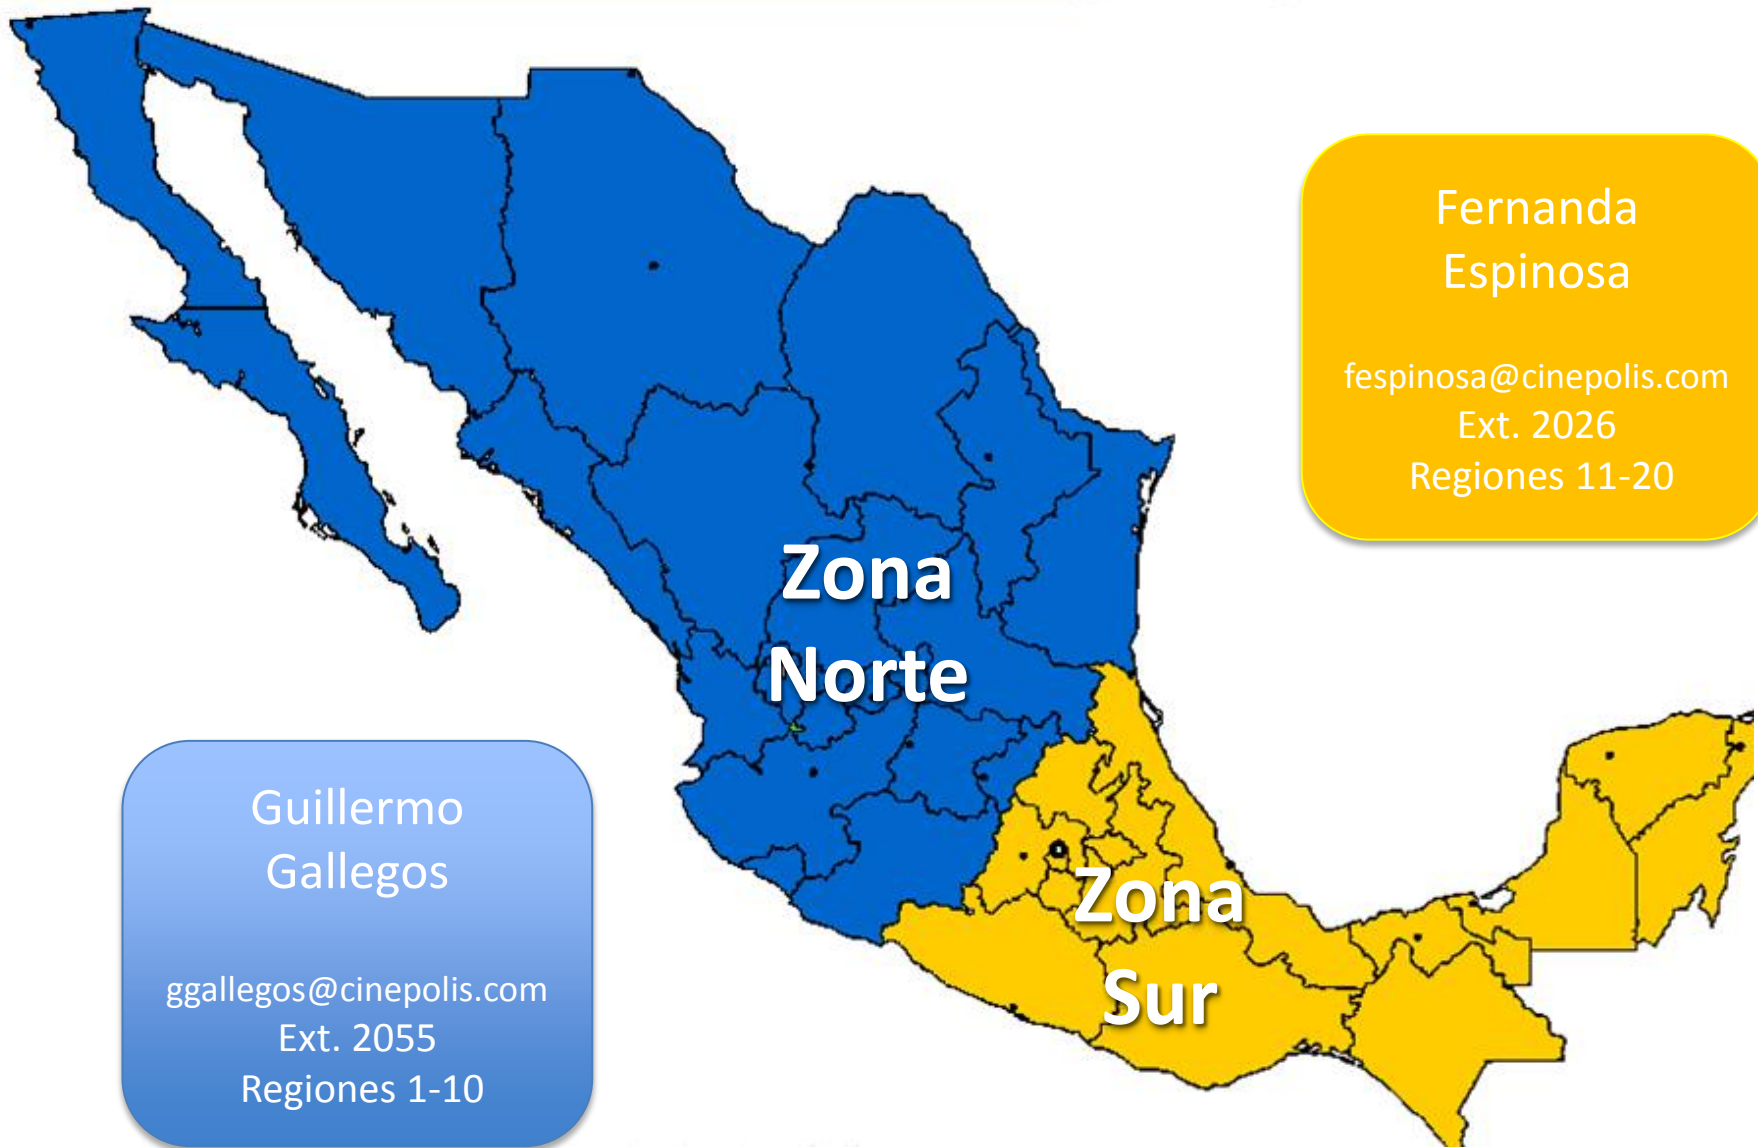 Fernanda
Espinosa
fespinosa@cinepolis.com
Ext. 2026
Regiones 11-20
Zona
Norte
Guillermo
Gallegos
ggallegos@cinepolis.com
Ext. 2055
Regiones 1-10
Zona
Sur